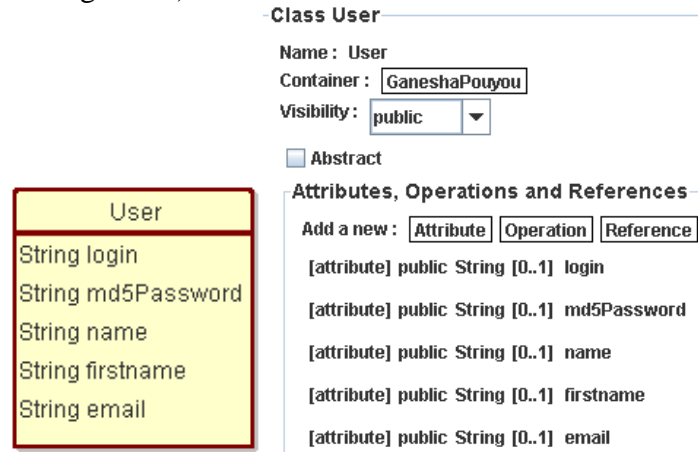 Class User
Name : User
Container : GaneshaPouyou
Visibility : public
Abstract
Attributes, Operations and References
Add a new : Attribute Operation Reference
[attribute] public String [0..1] login
[attribute] public String [0..1] md5Password
[attribute] public String [0..1] name
[attribute] public String [0..1] firstname
[attribute] public String [0..1] email
User
String login
String md5Password
String name
String firstname
String email